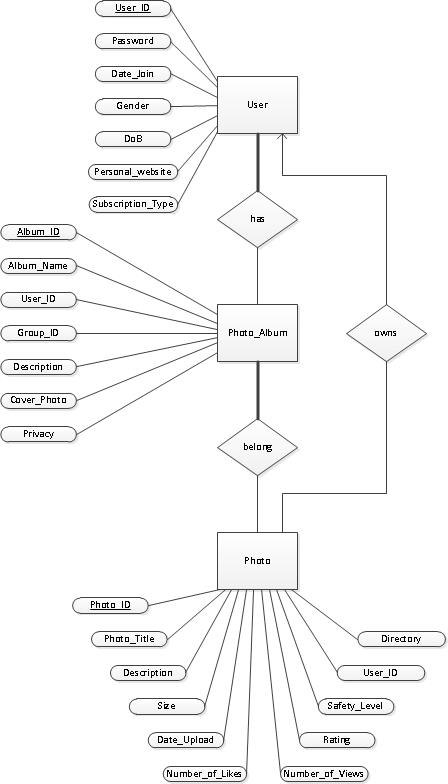 User_ID
Password
Date_Join
Gender
DoB
Personal_website
Subscription_Type
User
has
Album_ID
Album_Name
User_ID
Group_ID
Description
Cover_Photo
Privacy
Photo_Album
owns
belong
Photo
Photo_ID
Photo_Title
Description
Size
Date_Upload
Number_of_Likes
Directory
User_ID
Safety_Level
Rating
Number_of_Views